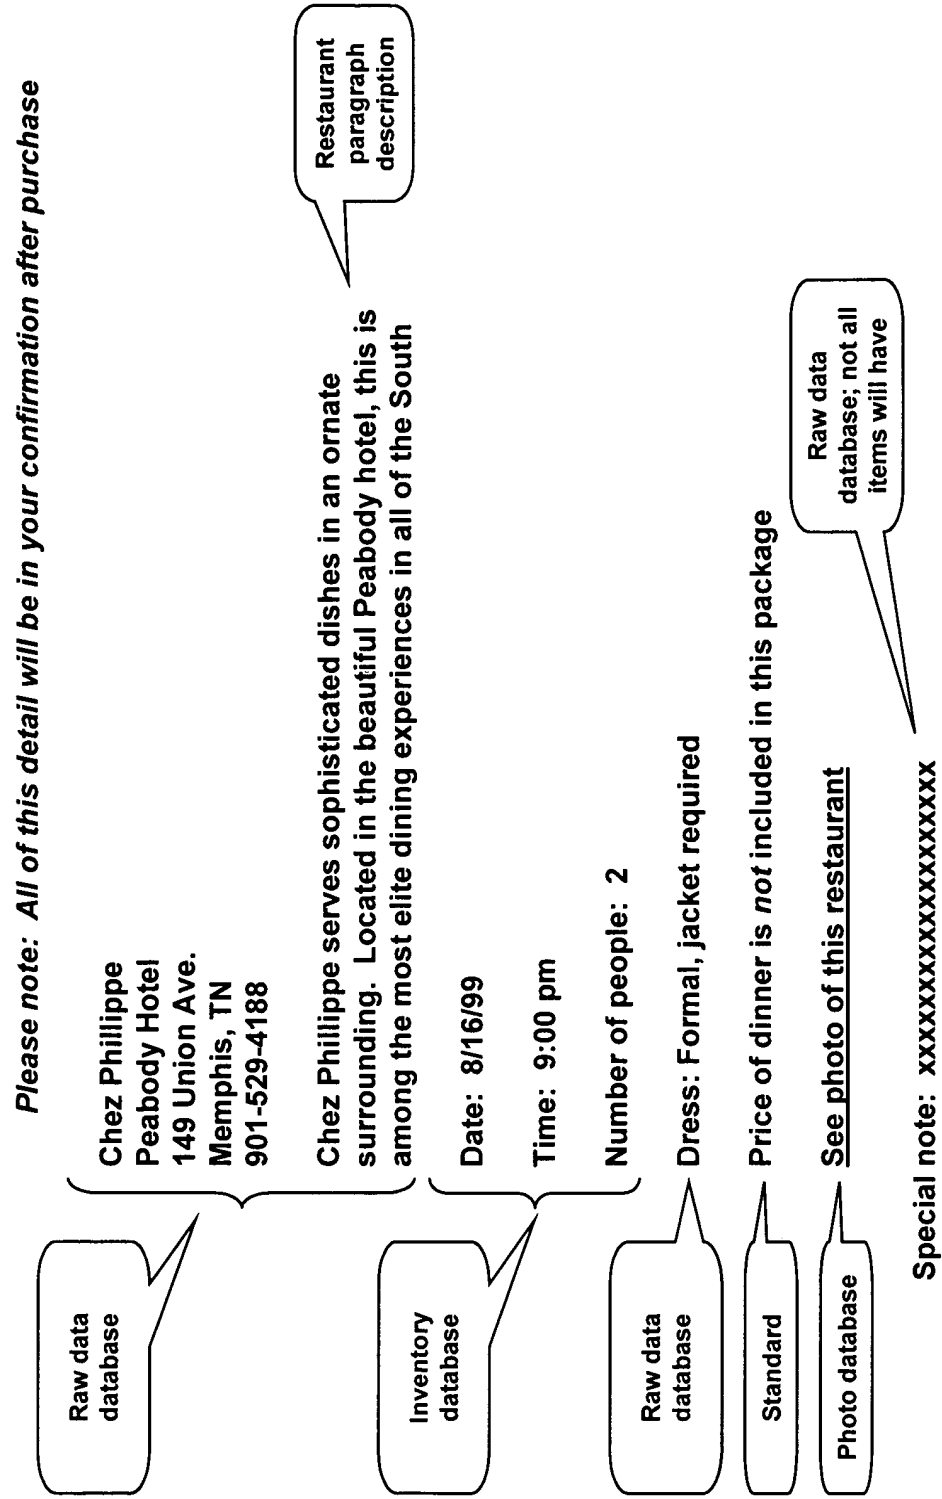 Please note: All of this detail will be in your confirmation after purchase
Raw data
database
Chez Phillippe
Peabody Hotel
149 Union Ave.
Memphis, TN
901-529-4188
Restaurant
paragraph
description
Chez Phillippe serves sophisticated dishes in an ornate
surrounding. Located in the beautiful Peabody hotel, this is
among the most elite dining experiences in all of the South
Inventory
database
Date: 8/16/99
Time: 9:00 pm
Number of people: 2
Raw data
database
Dress: Formal, jacket required
Standard
Price of dinner is not included in this package
Photo database
See photo of this restaurant
Raw data
database; not all
items will have
Special note: xxxxxxxxxxxxxxxxxxxxxx